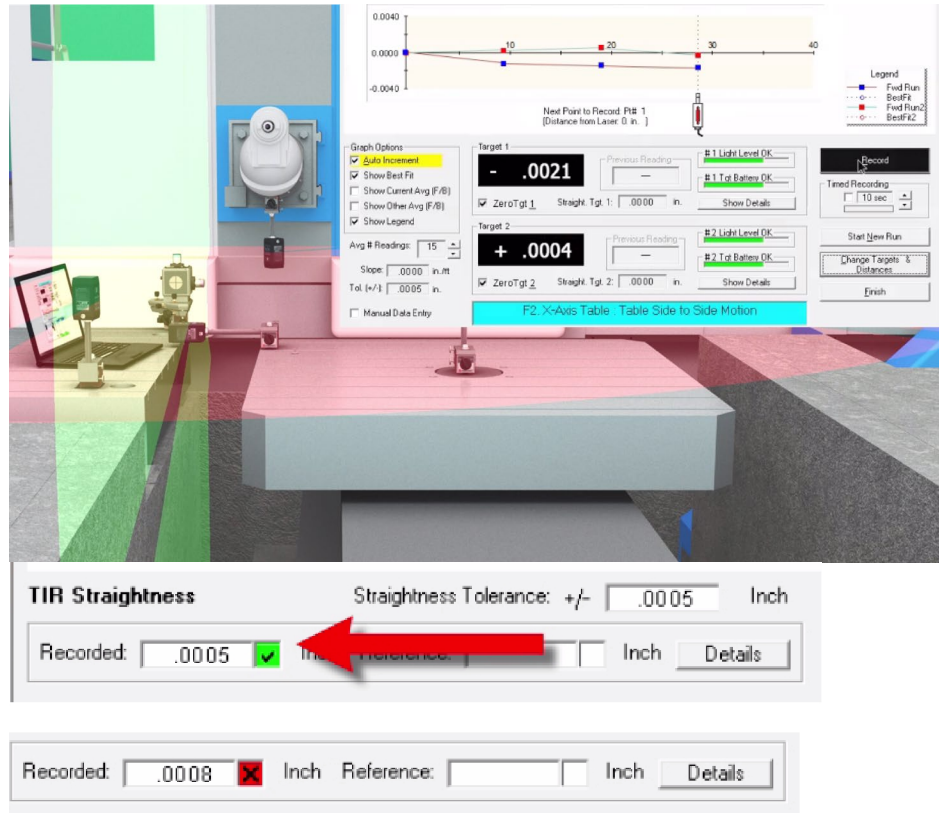 0.0040
0.0000
-0.0040
10 20 30 40
Next Point to Record: Pt# 1
[Distance from Laser: 0. in. ]
Legend
Fwd Run
BestFit
Fwd Run2
BestFit2
Graph Options
Auto Increment
Show Best Fit
Show Current Avg (F/B)
Show Other Avg (F/B)
Show Legend
Avg # Readings: 15
Slope: .0000 in./ft
Tol. (+/-): .0005 in.
Manual Data Entry
Target 1
- .0021
Previous Reading
---
#1 Light Level OK
#1 Tgt Battery OK
ZeroTgt 1 Straight. Tgt. 1: .0000 in. Show Details
Target 2
+ .0004
Previous Reading
---
#2 Light Level OK
#2 Tgt Battery OK
ZeroTgt 2 Straight. Tgt. 2: .0000 in. Show Details
F2. X-Axis Table . Table Side to Side Motion
Record
Timed Recording
10 sec
Start New Run
Change Targets &
Distances
Finish
TIR Straightness Straightness Tolerance: +/- .0005 Inch
Recorded: .0005 Inch Reference: Inch Details
Recorded: .0008 Inch Reference: Inch Details